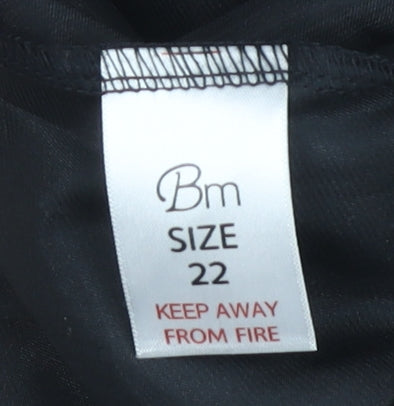 Bm
SIZE
22
KEEP AWAY
FROM FIRE